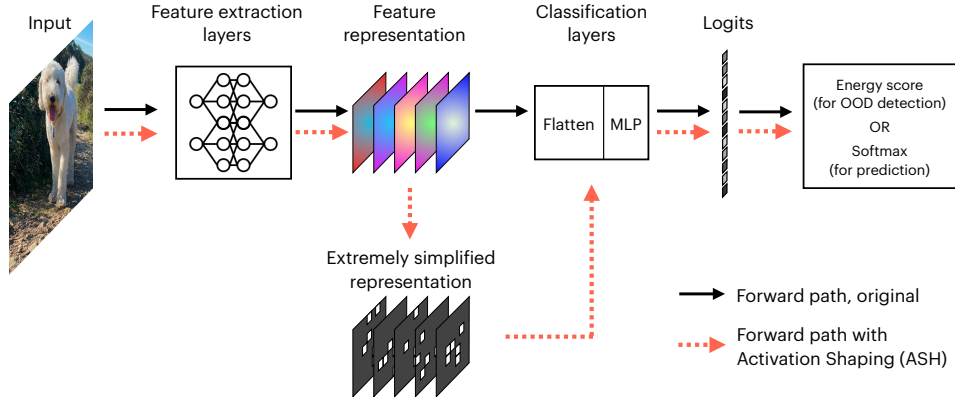 Input
Feature extraction
layers
Feature
representation
Classification
layers
Logits
Flatten
MLP
Energy score
(for OOD detection)
OR
Softmax
(for prediction)
Extremely simplified
representation
Forward path, original
Forward path with
Activation Shaping (ASH)